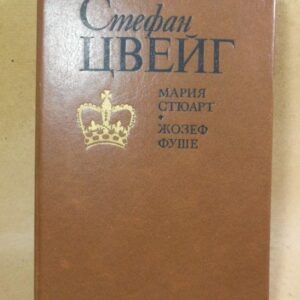 Стефан
ЦВЕЙГ
МАРИЯ
СТЮАРТ
•
ЖОЗЕФ
ФУШЕ